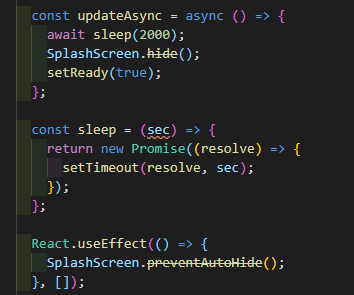 const updateAsync = async () => {
await sleep(2000);
SplashScreen.hide();
setReady(true);
};
const sleep = (sec) => {
return new Promise((resolve) => {
setTimeout(resolve, sec);
});
};
React.useEffect(() => {
SplashScreen.preventAutoHide();
}, []);